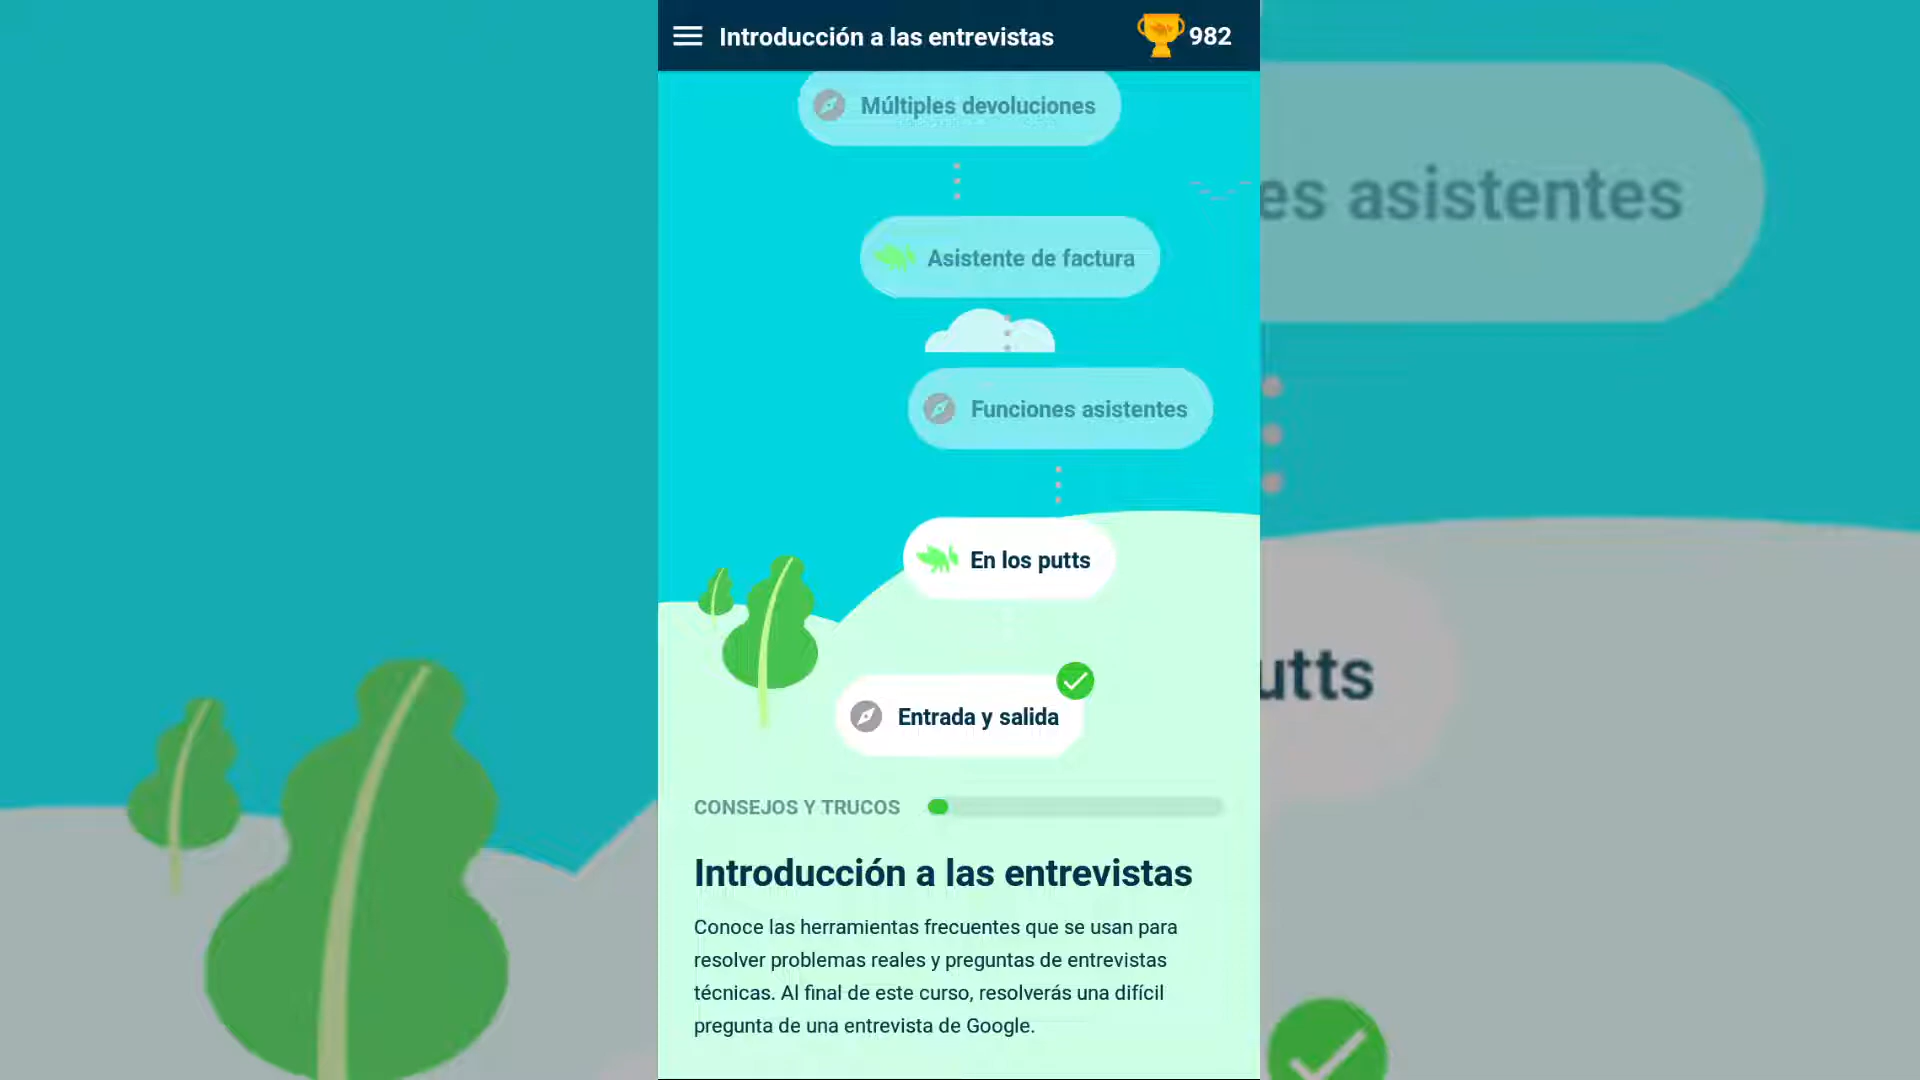 Introducción a las entrevistas
982
Múltiples devoluciones
Asistente de factura
Funciones asistentes
En los putts
Entrada y salida
CONSEJOS Y TRUCOS
Introducción a las entrevistas
Conoce las herramientas frecuentes que se usan para
resolver problemas reales y preguntas de entrevistas
técnicas. Al final de este curso, resolverás una difícil
pregunta de una entrevista de Google.
es asistentes
utts